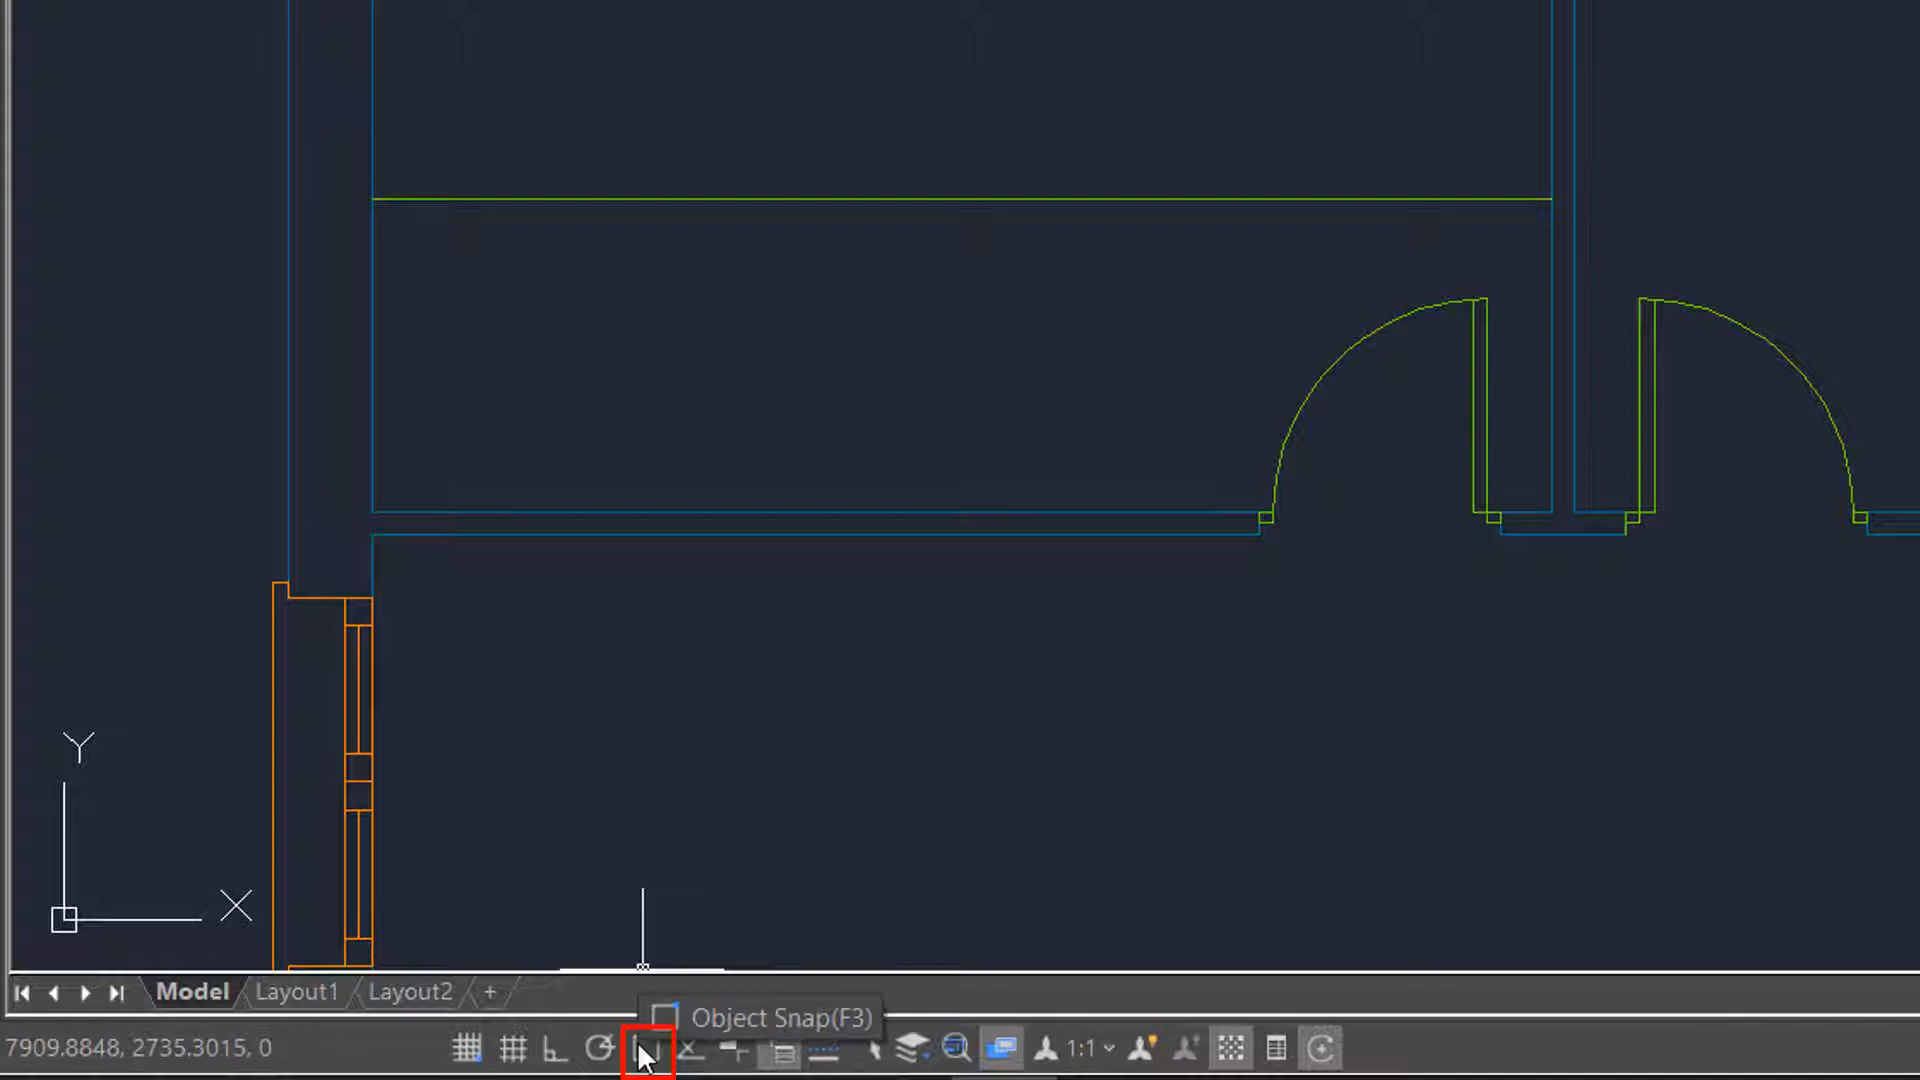 Y
X
Model Layout1 Layout2 +
Object Snap(F3)
7909.8848, 2735.3015, 0 1:1